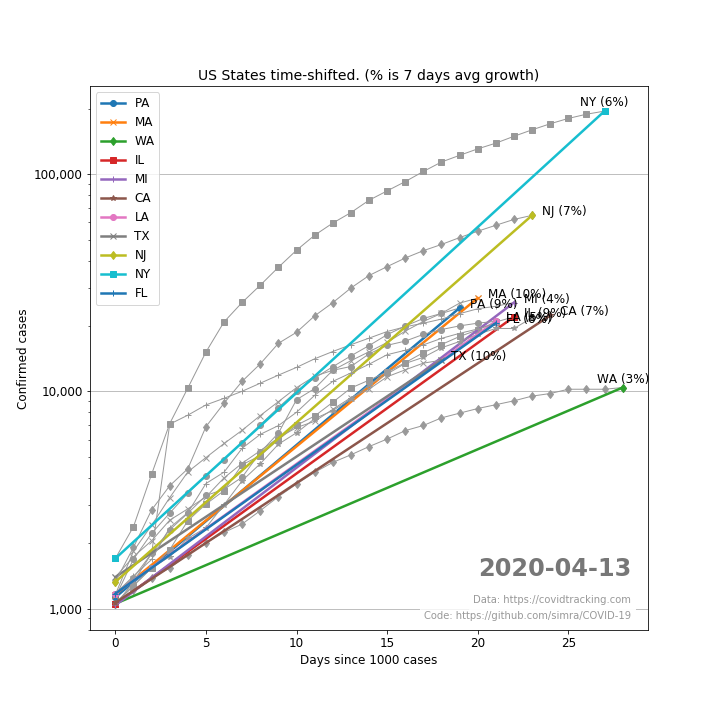 US States time-shifted. (% is 7 days avg growth)
Confirmed cases
100,000
10,000
1,000
PA
MA
WA
IL
MI
CA
LA
TX
NJ
NY
FL
NY (6%)
NJ (7%)
MA (10%)
MI (4%)
PA (9%)
CA (7%)
TX (10%)
WA (3%)
2020-04-13
Data: https://covidtracking.com
Code: https://github.com/simra/COVID-19
0 5 10 15 20 25
Days since 1000 cases